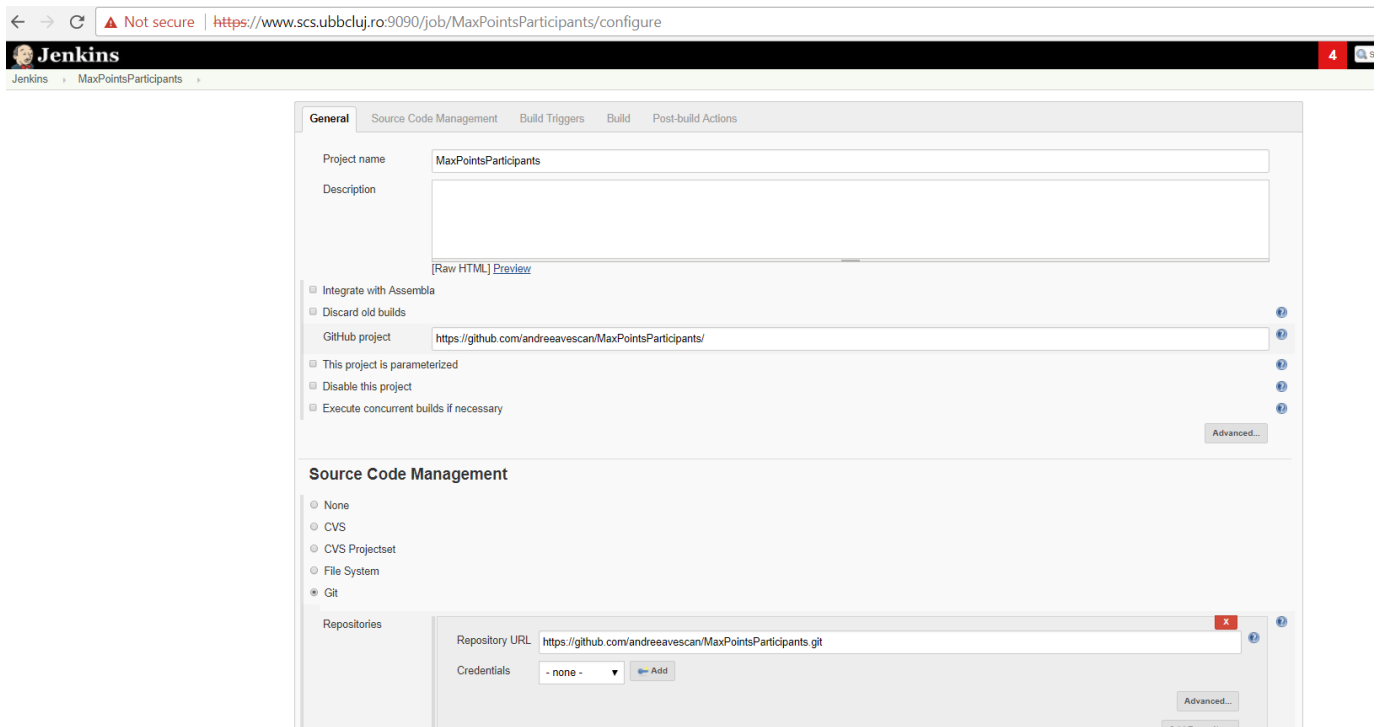 Not secure | https://www.scs.ubbcluj.ro:9090/job/MaxPointsParticipants/configure
Jenkins
4
Jenkins MaxPointsParticipants
General Source Code Management Build Triggers Build Post-build Actions
Project name MaxPointsParticipants
Description
[Raw HTML] Preview
Integrate with Assembla
Discard old builds
GitHub project https://github.com/andreeavescan/MaxPointsParticipants/
This project is parameterized
Disable this project
Execute concurrent builds if necessary
Advanced...
Source Code Management
None
CVS
CVS Projectset
File System
Git
Repositories
X
Repository URL https://github.com/andreeavescan/MaxPointsParticipants.git
Credentials - none - Add
Advanced...